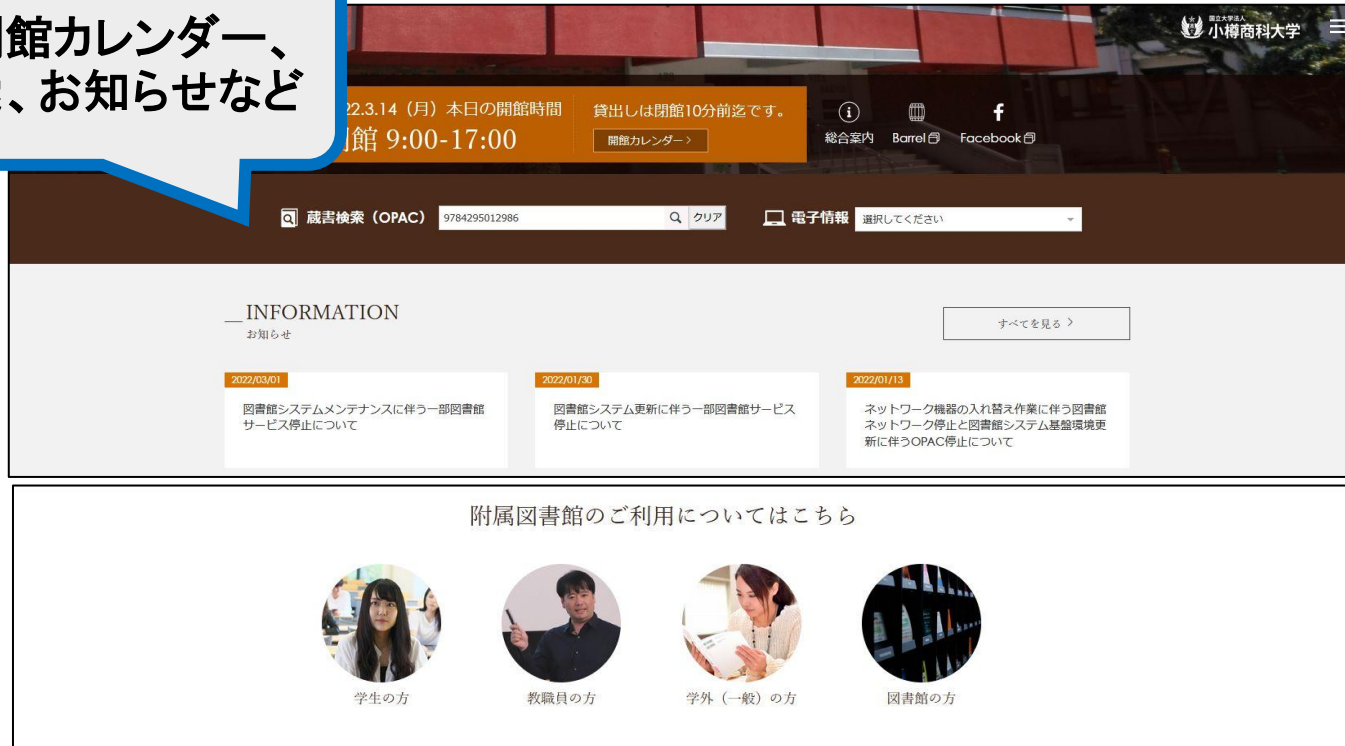 館カレンダー、
、お知らせなど
国立大学法人
小樽商科大学
2.3.14（月）本日の開館時間
館 9:00-17:00
貸出しは閉館10分前迄です。
開館カレンダー＞
総合案内
Barrel
Facebook
蔵書検索（OPAC）
9784295012986
クリア
電子情報
選択してください
INFORMATION
お知らせ
すべてを見る＞
2022/03/01
図書館システムメンテナンスに伴う一部図書館
サービス停止について
2022/01/30
図書館システム更新に伴う一部図書館サービス
停止について
2022/01/13
ネットワーク機器の入れ替え作業に伴う図書館
ネットワーク停止と図書館システム基盤環境更
新に伴うOPAC停止について
附属図書館のご利用についてはこちら
学生の方
教職員の方
学外（一般）の方
図書館の方